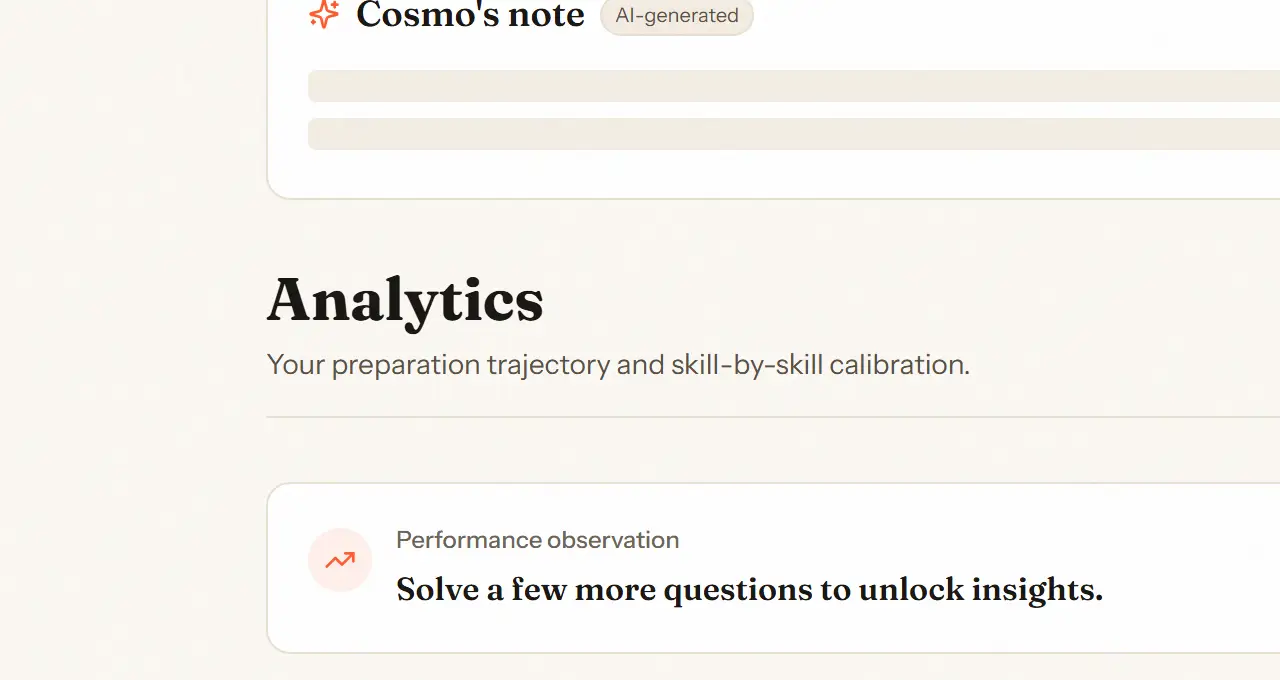 Cosmo's note
AI-generated
Analytics
Your preparation trajectory and skill-by-skill calibration.
Performance observation
Solve a few more questions to unlock insights.